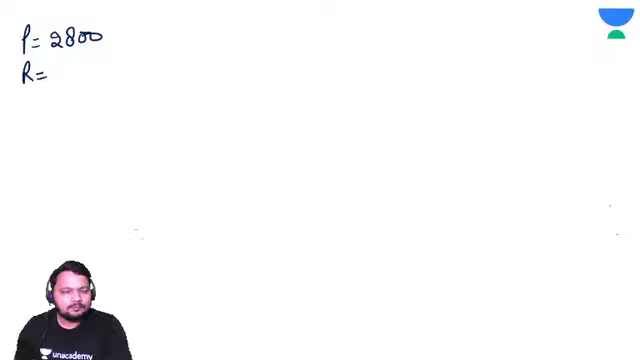 P = 2800
R =
unacademy